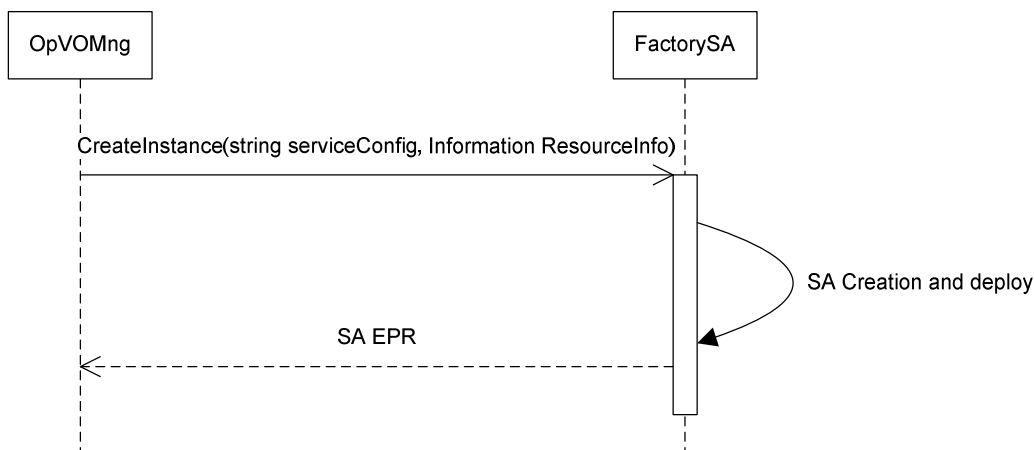 OpVOMng
FactorySA
CreateInstance(string serviceConfig, Information ResourceInfo)
SA Creation and deploy
SA EPR